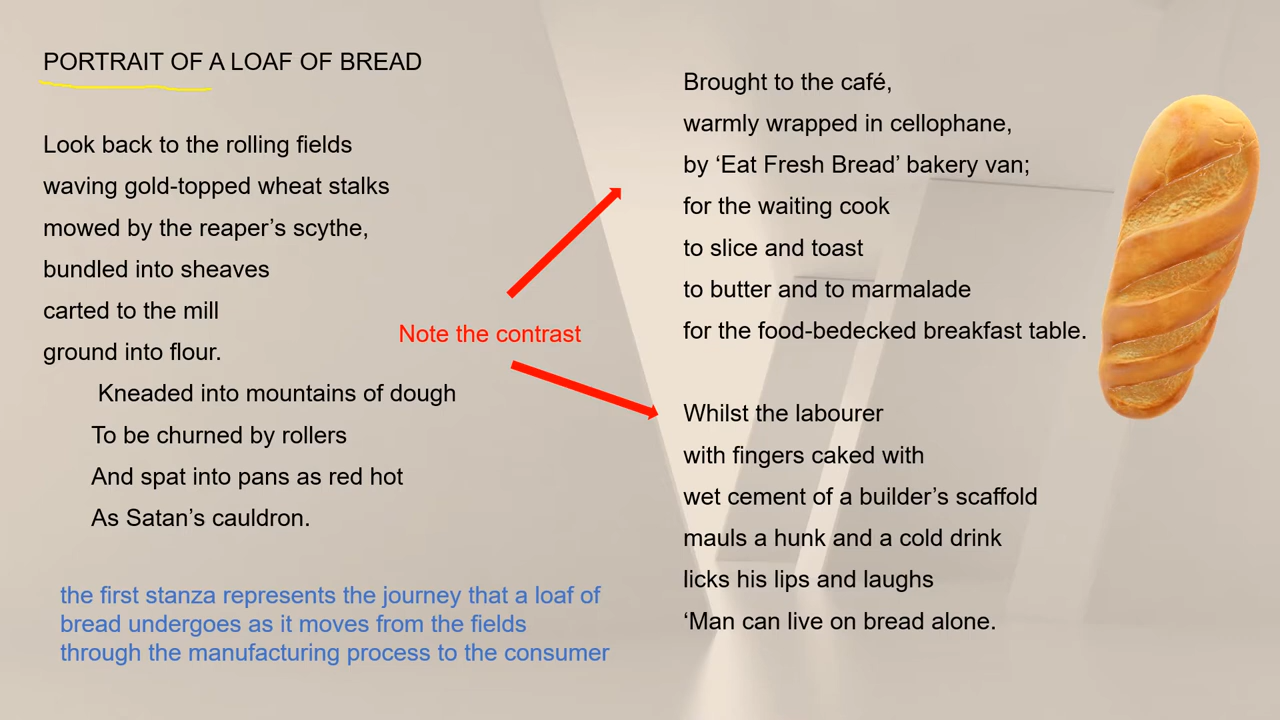 PORTRAIT OF A LOAF OF BREAD
Look back to the rolling fields
waving gold-topped wheat stalks
mowed by the reaper’s scythe,
bundled into sheaves
carted to the mill
ground into flour.
Kneaded into mountains of dough
To be churned by rollers
And spat into pans as red hot
As Satan’s cauldron.
the first stanza represents the journey that a loaf of
bread undergoes as it moves from the fields
through the manufacturing process to the consumer
Note the contrast
Brought to the café,
warmly wrapped in cellophane,
by ‘Eat Fresh Bread’ bakery van;
for the waiting cook
to slice and toast
to butter and to marmalade
for the food-bedecked breakfast table.
Whilst the labourer
with fingers caked with
wet cement of a builder’s scaffold
mauls a hunk and a cold drink
licks his lips and laughs
‘Man can live on bread alone.